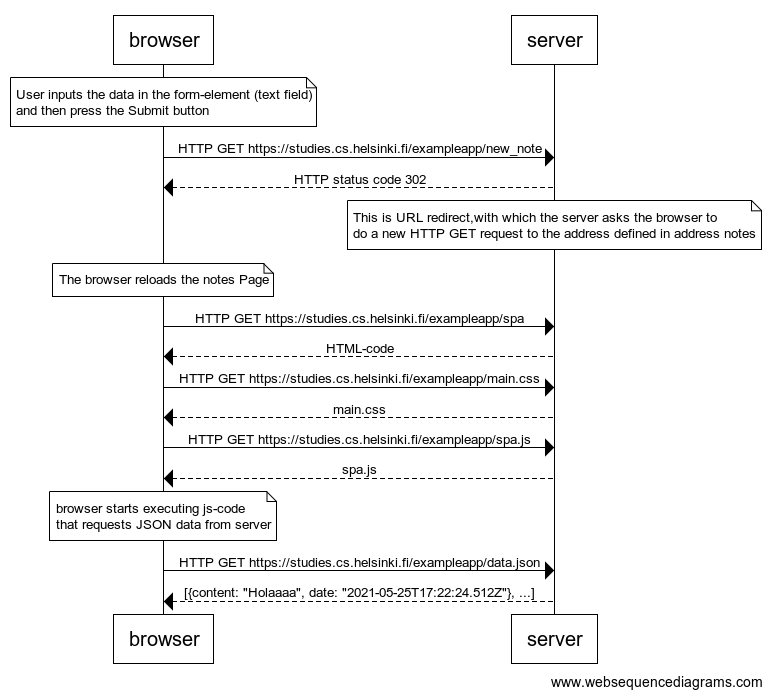 browser
server
User inputs the data in the form-element (text field)
and then press the Submit button
HTTP GET https://studies.cs.helsinki.fi/exampleapp/new_note
HTTP status code 302
This is URL redirect,with which the server asks the browser to
do a new HTTP GET request to the address defined in address notes
The browser reloads the notes Page
HTTP GET https://studies.cs.helsinki.fi/exampleapp/spa
HTML-code
HTTP GET https://studies.cs.helsinki.fi/exampleapp/main.css
main.css
HTTP GET https://studies.cs.helsinki.fi/exampleapp/spa.js
spa.js
browser starts executing js-code
that requests JSON data from server
HTTP GET https://studies.cs.helsinki.fi/exampleapp/data.json
[{content: "Holaaaa", date: "2021-05-25T17:22:24.512Z"}, ...]
browser
server
www.websequencediagrams.com